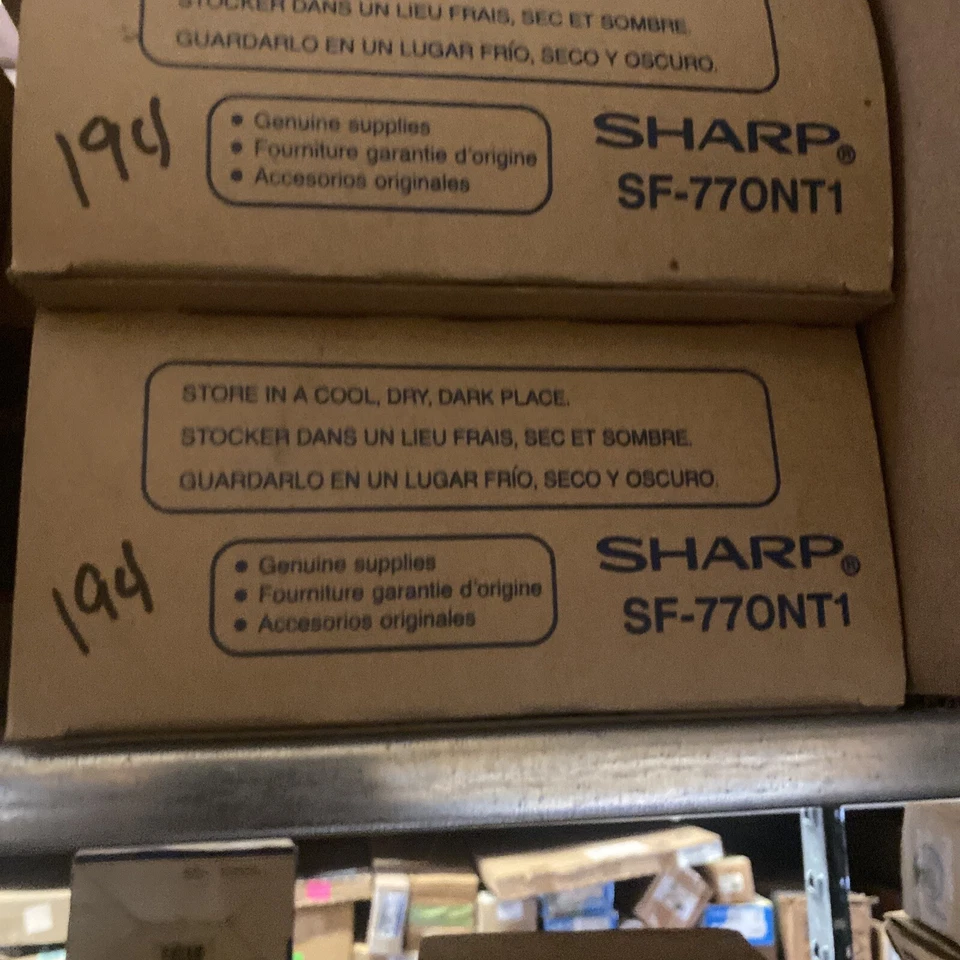 STOCKER DANS UN LIEU FRAIS, SEC ET SOMBRE.
GUARDARLO EN UN LUGAR FRÍO, SECO Y OSCURO.
194
• Genuine supplies
• Fourniture garantie d'origine
• Accesorios originales
SHARP®
SF-770NT1
STORE IN A COOL, DRY, DARK PLACE.
STOCKER DANS UN LIEU FRAIS, SEC ET SOMBRE.
GUARDARLO EN UN LUGAR FRÍO, SECO Y OSCURO.
194
• Genuine supplies
• Fourniture garantie d'origine
• Accesorios originales
SHARP®
SF-770NT1